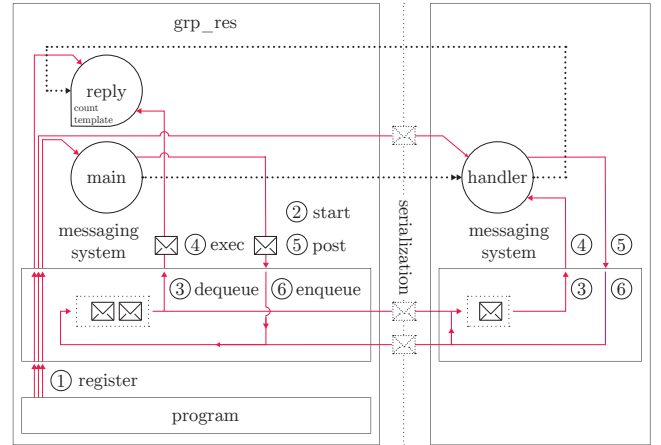 grp_res
reply
count
template
main
handler
② start
messaging
system
④ exec
⑤ post
serialization
messaging
system
④
⑤
③ dequeue
⑥ enqueue
③
⑥
① register
program